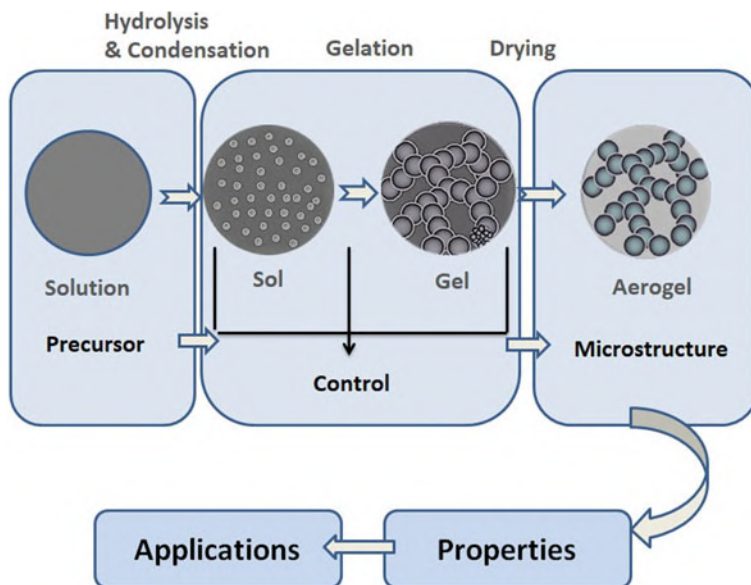 Hydrolysis
& Condensation
Gelation
Drying
Solution
Sol
Gel
Aerogel
Precursor
Control
Microstructure
Applications
Properties